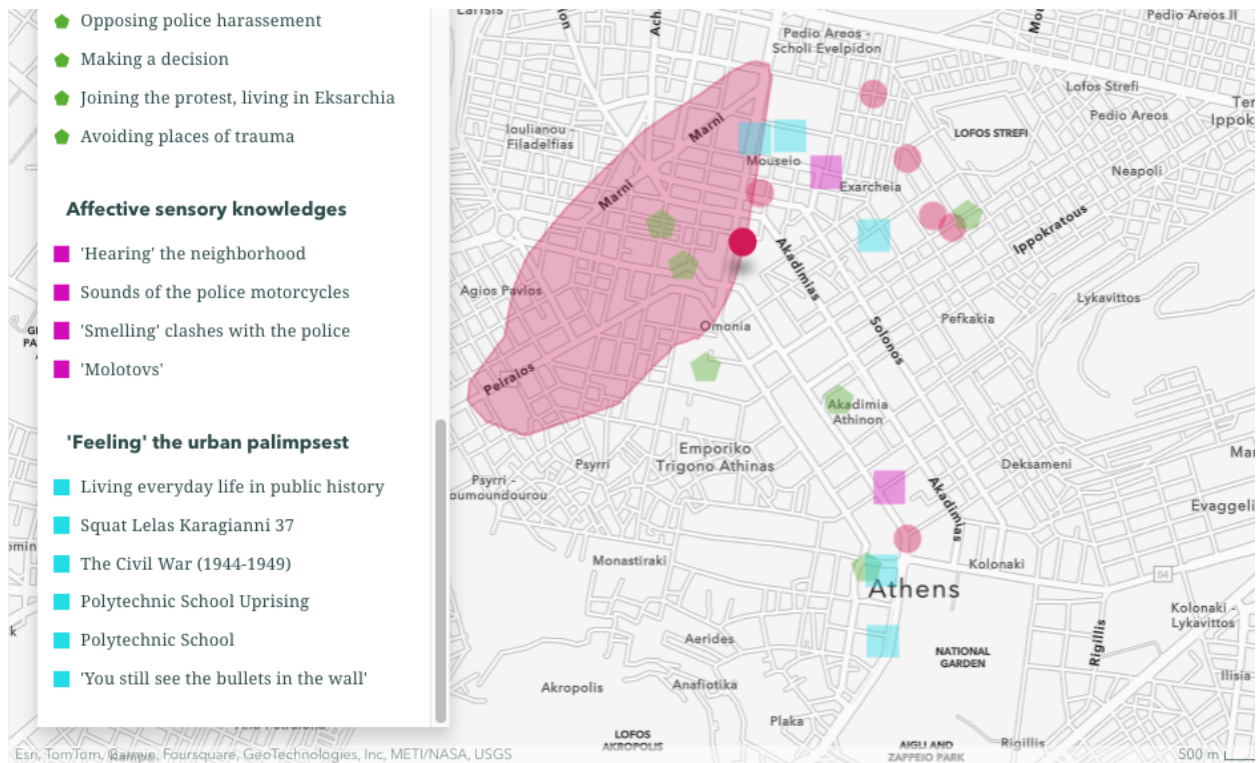 Opposing police harassement
Making a decision
Joining the protest, living in Eksarchia
Avoiding places of trauma
Affective sensory knowledges
'Hearing' the neighborhood
Sounds of the police motorcycles
'Smelling' clashes with the police
'Molotovs'
'Feeling' the urban palimpsest
Living everyday life in public history
Squat Lelas Karagianni 37
The Civil War (1944-1949)
Polytechnic School Uprising
Polytechnic School
'You still see the bullets in the wall'
Larisis
Pedio Areos -
Scholi Evelpidon
Pedio Areos II
Lofos Strefi
Pedio Areos
LOFOS STREFI
Ioulianou -
Filadelfias
Marni
Mouseio
Neapoli
Exarcheia
Marni
Ippokratous
Akadimias
Agios Pavlos
Lykavittos
Omonia
Pefkakia
Solonos
Peiraios
Akadimia
Athinon
Emporiko
Trigono Athinas
Psyrri
Deksameni
Psyrri -
oumoundourou
Akadimias
Evaggeli
Monastiraki
Kolonaki
54
Athens
Kolonaki -
Lykavittos
Aerides
Rigillis
NATIONAL
GARDEN
Ilisia
Akropolis
Anafiotika
Plaka
LOFOS
AKROPOLIS
AIGLI AND
ZAPPEIO PARK
Rigillis
Esri, TomTom, Garmin, Foursquare, GeoTechnologies, Inc, METI/NASA, USGS
500 m